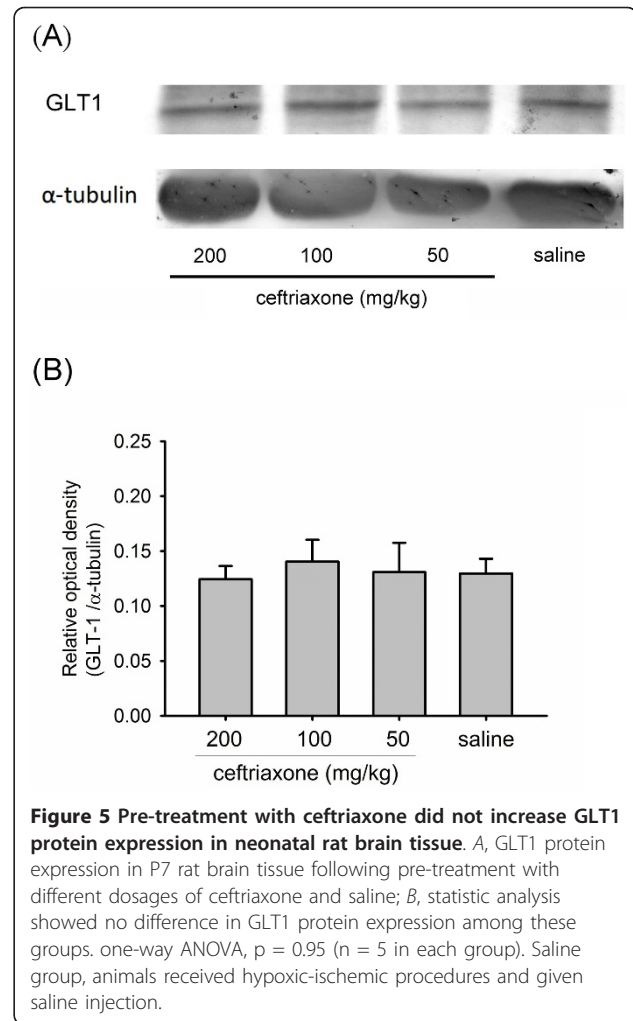 (A)
GLT1
α-tubulin
200 100 50 saline
ceftriaxone (mg/kg)
(B)
Relative optical density
(GLT-1 /α-tubulin)
0.25
0.20
0.15
0.10
0.05
0.00
200 100 50 saline
ceftriaxone (mg/kg)
Figure 5 Pre-treatment with ceftriaxone did not increase GLT1
protein expression in neonatal rat brain tissue. A, GLT1 protein
expression in P7 rat brain tissue following pre-treatment with
different dosages of ceftriaxone and saline; B, statistic analysis
showed no difference in GLT1 protein expression among these
groups. one-way ANOVA, p = 0.95 (n = 5 in each group). Saline
group, animals received hypoxic-ischemic procedures and given
saline injection.